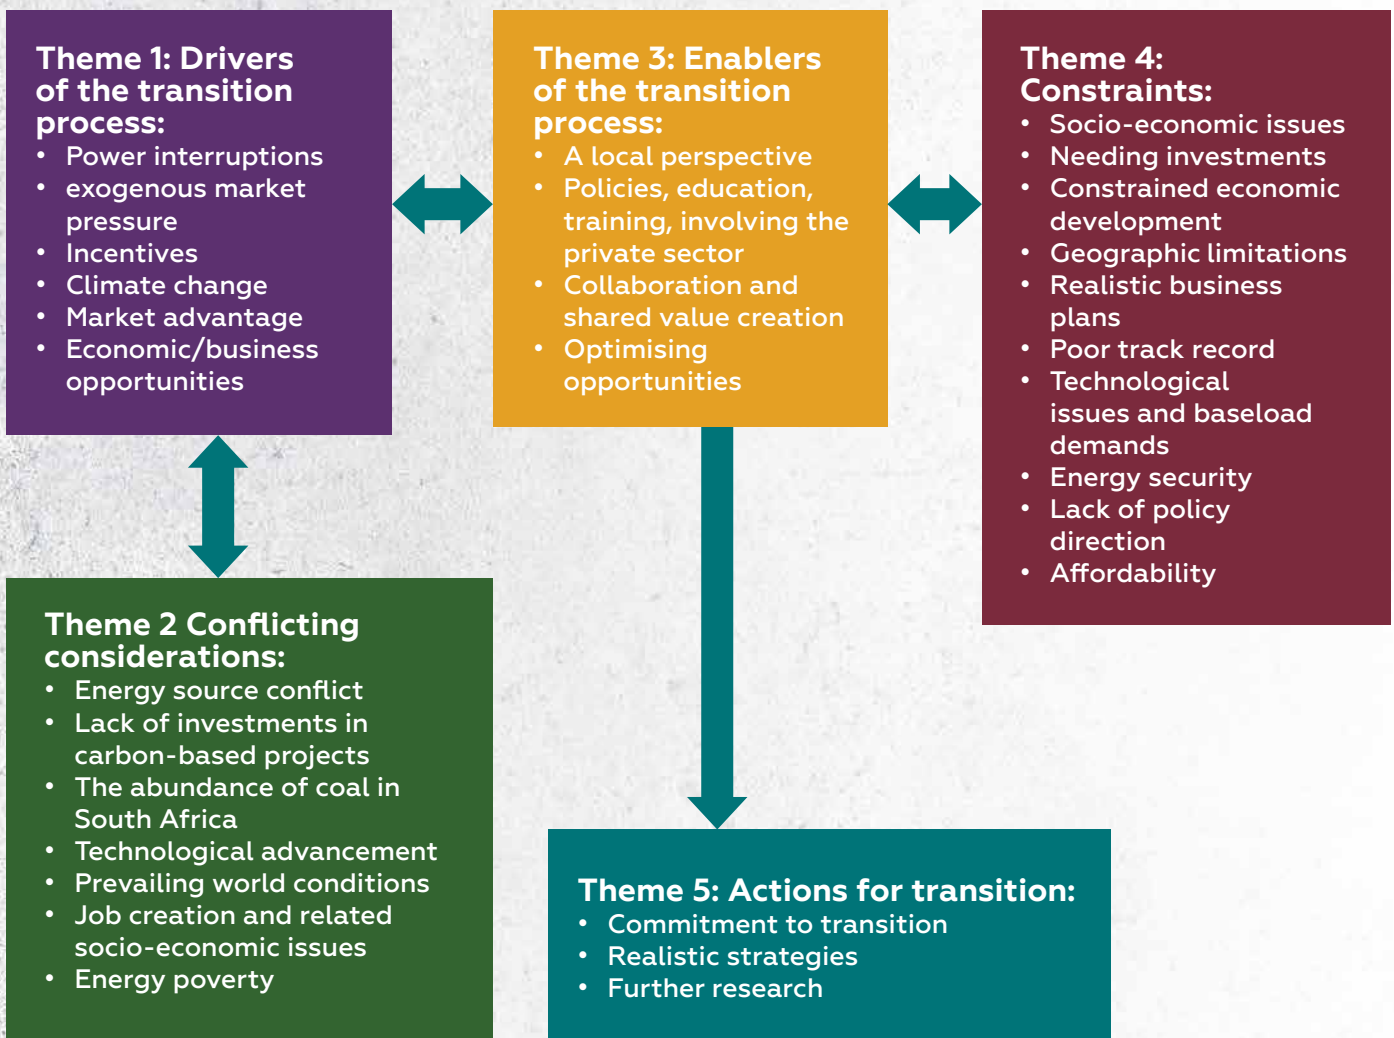 Theme 1: Drivers
of the transition
process:
• Power interruptions
• exogenous market
pressure
• Incentives
• Climate change
• Market advantage
• Economic/business
opportunities
Theme 3: Enablers
of the transition
process:
• A local perspective
• Policies, education,
training, involving the
private sector
• Collaboration and
shared value creation
• Optimising
opportunities
Theme 4:
Constraints:
• Socio-economic issues
• Needing investments
• Constrained economic
development
• Geographic limitations
• Realistic business
plans
• Poor track record
• Technological
issues and baseload
demands
• Energy security
• Lack of policy
direction
• Affordability
Theme 2 Conflicting
considerations:
• Energy source conflict
• Lack of investments in
carbon-based projects
• The abundance of coal in
South Africa
• Technological advancement
• Prevailing world conditions
• Job creation and related
socio-economic issues
• Energy poverty
Theme 5: Actions for transition:
• Commitment to transition
• Realistic strategies
• Further research